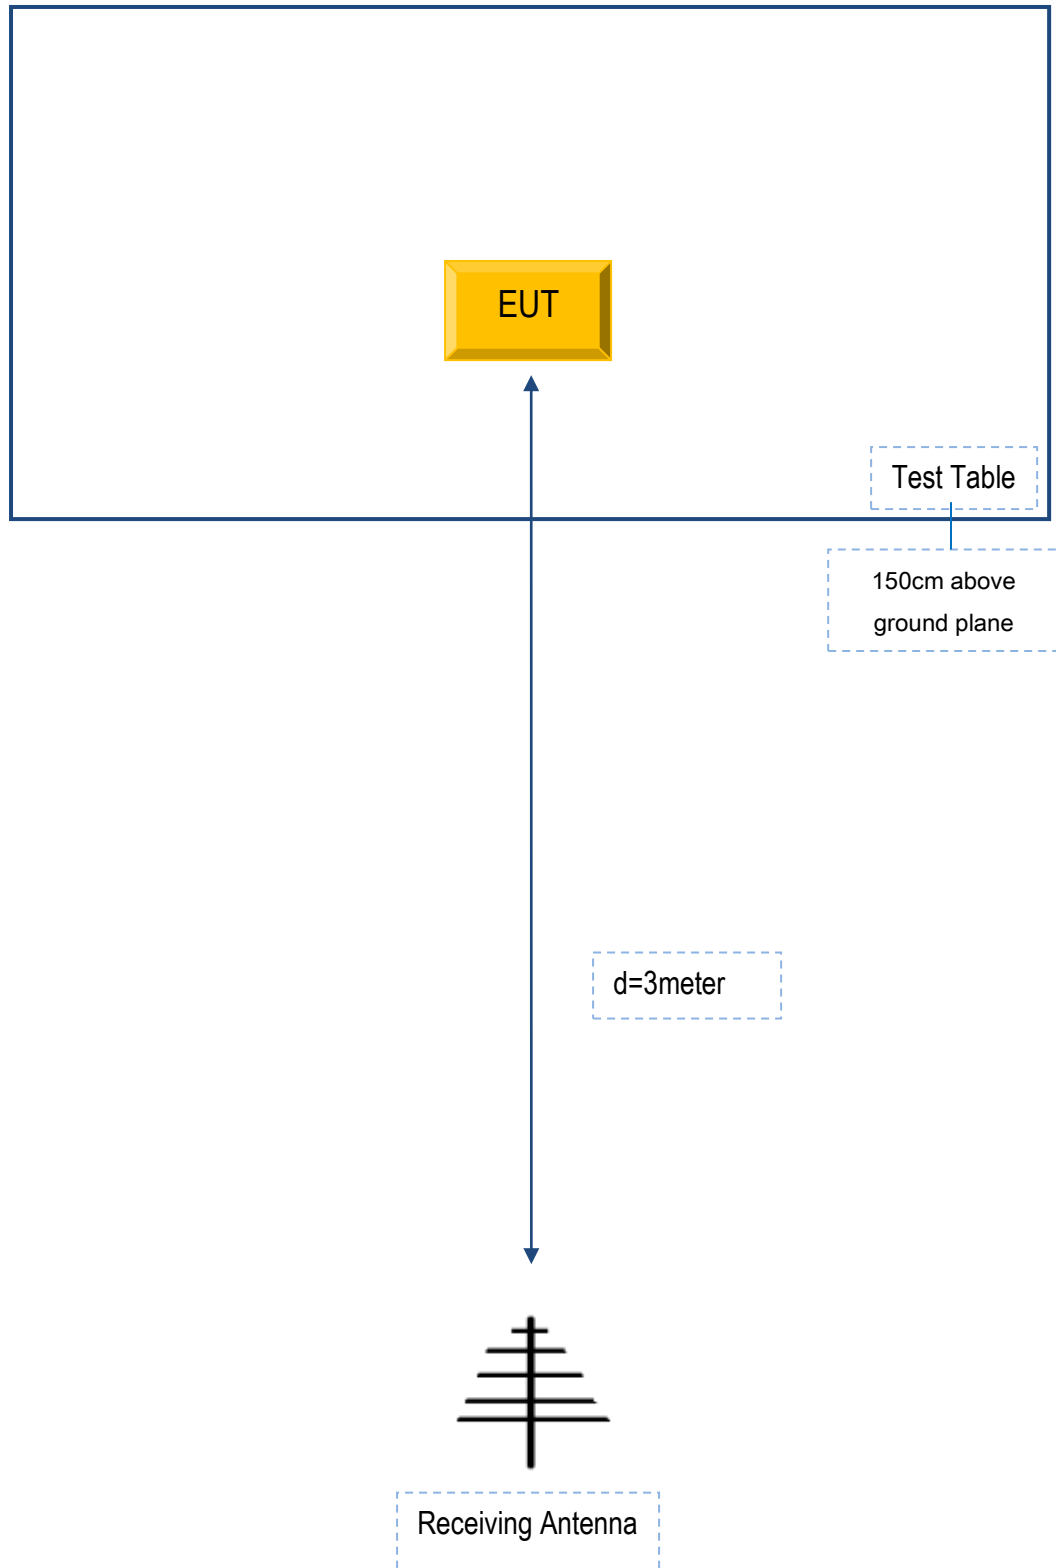 EUT
Test Table
150cm above
ground plane
d=3meter
Receiving Antenna